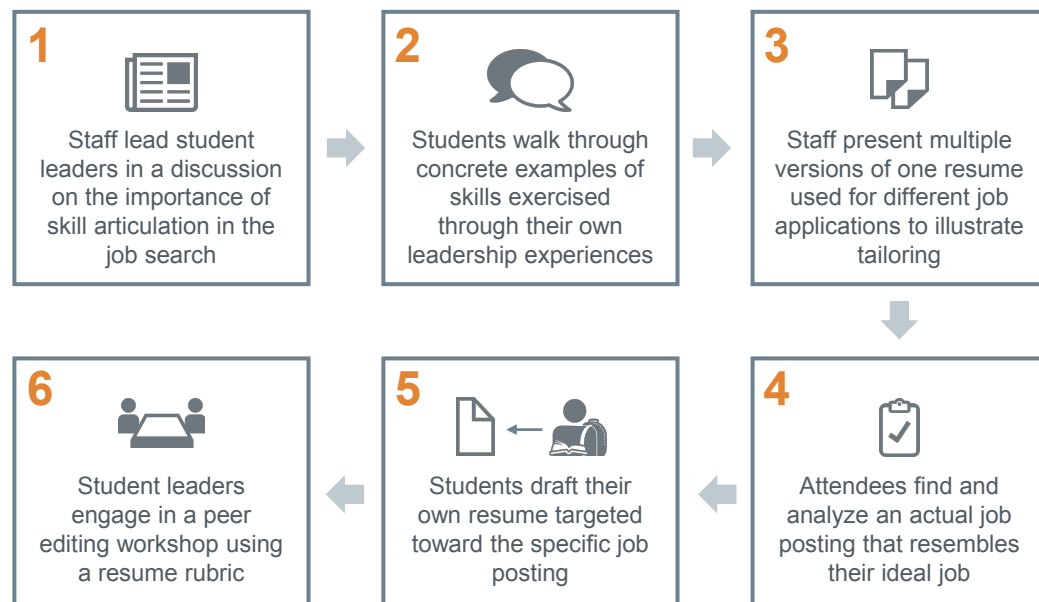 1
Staff lead student
leaders in a discussion
on the importance of
skill articulation in the
job search
2
Students walk through
concrete examples of
skills exercised
through their own
leadership experiences
3
Staff present multiple
versions of one resume
used for different job
applications to illustrate
tailoring
4
Attendees find and
analyze an actual job
posting that resembles
their ideal job
5
Students draft their
own resume targeted
toward the specific job
posting
6
Student leaders
engage in a peer
editing workshop using
a resume rubric